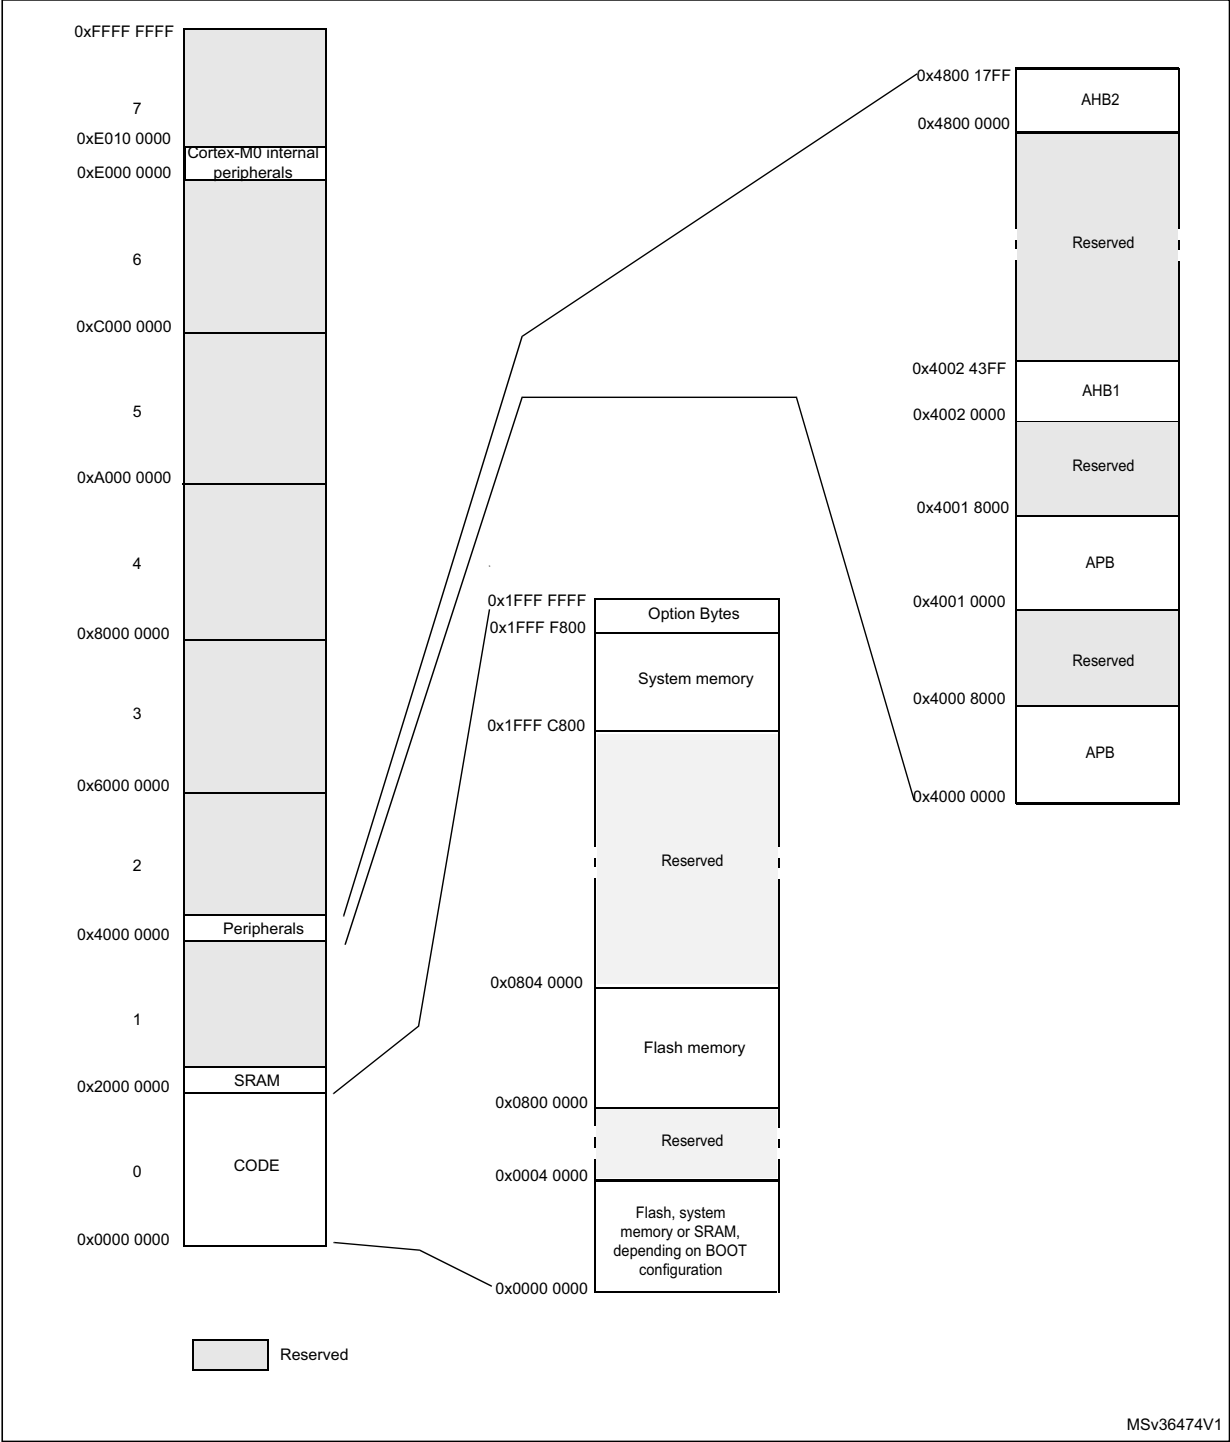 0xFFFF FFFF
7
0xE010 0000
Cortex-M0 internal
peripherals
0xE000 0000
6
0xC000 0000
5
0xA000 0000
4
0x8000 0000
3
0x6000 0000
2
Peripherals
0x4000 0000
1
SRAM
0x2000 0000
CODE
0
0x0000 0000
0x1FFF FFFF
Option Bytes
0x1FFF F800
System memory
0x1FFF C800
Reserved
0x0804 0000
Flash memory
0x0800 0000
Reserved
0x0004 0000
Flash, system
memory or SRAM,
depending on BOOT
configuration
0x0000 0000
0x4800 17FF
AHB2
0x4800 0000
Reserved
0x4002 43FF
AHB1
0x4002 0000
Reserved
0x4001 8000
APB
0x4001 0000
Reserved
0x4000 8000
APB
0x4000 0000
Reserved
MSv36474V1